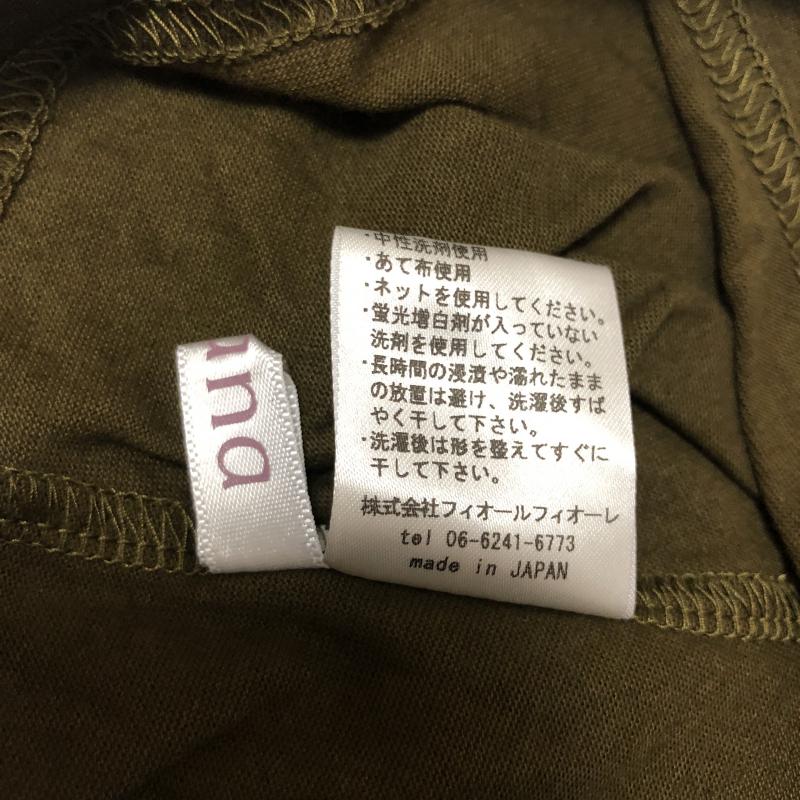 ・中性洗剤使用
・あて布使用
・ネットを使用してください。
・蛍光増白剤が入っていない
洗剤を使用してください。
・長時間の浸漬や濡れたまま
の放置は避け、洗濯後すば
やく干して下さい。
・洗濯後は形を整えてすぐに
干して下さい。
株式会社フィオールフィオーレ
tel 06-6241-6773
made in JAPAN
una